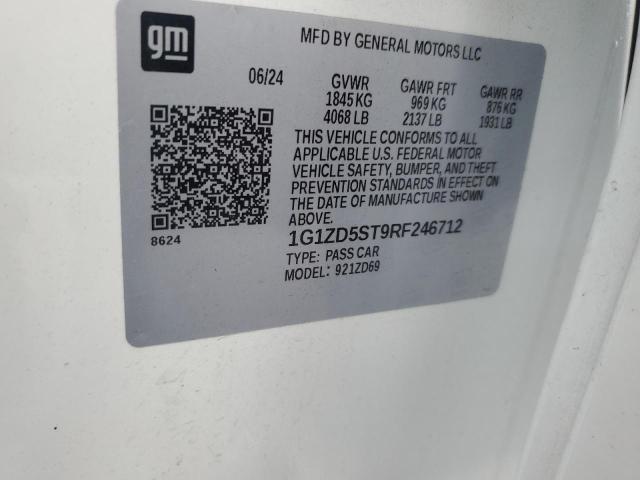 gm
MFD BY GENERAL MOTORS LLC
06/24 GVWR GAWR FRT GAWR RR
1845 KG 969 KG 876 KG
4068 LB 2137 LB 1931 LB
THIS VEHICLE CONFORMS TO ALL
APPLICABLE U.S. FEDERAL MOTOR
VEHICLE SAFETY, BUMPER, AND THEFT
PREVENTION STANDARDS IN EFFECT ON
THE DATE OF MANUFACTURE SHOWN
ABOVE.
8624
1G1ZD5ST9RF246712
TYPE: PASS CAR
MODEL: 921ZD69